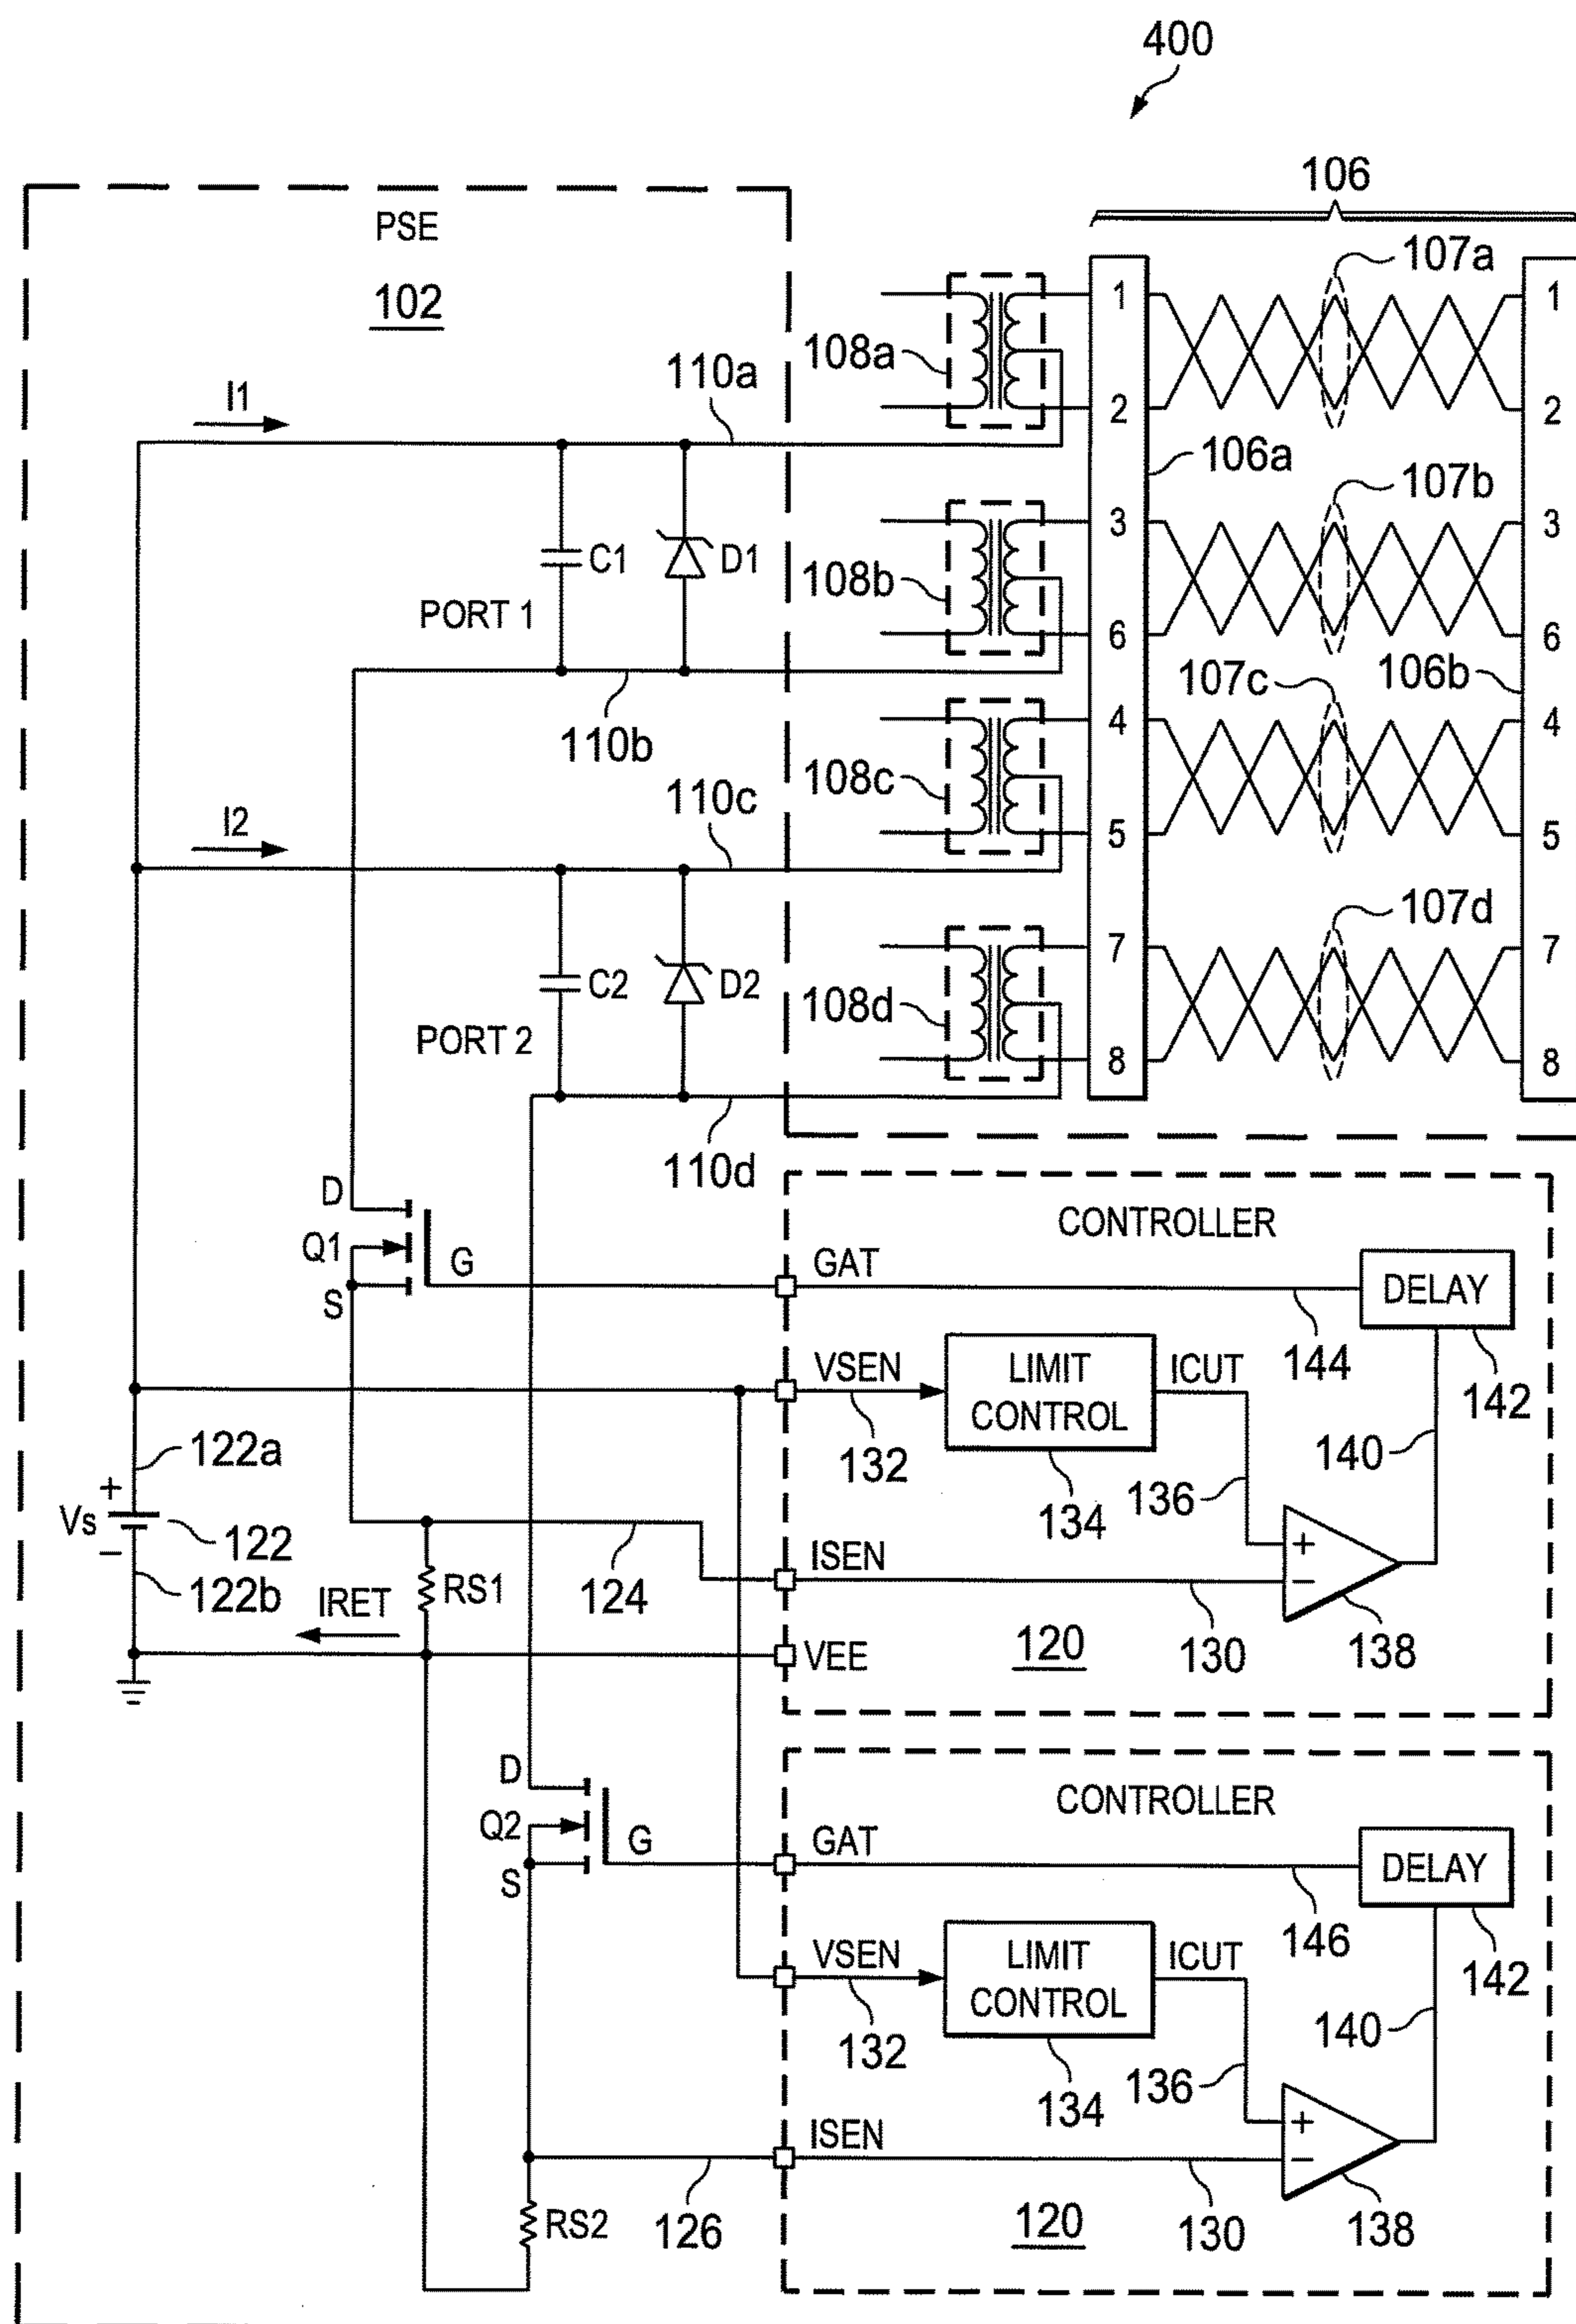 400
106
PSE
102
107a
1
1
108a
110a
I1
2
2
106a
107b
3
3
C1
D1
108b
PORT 1
6
6
107c
106b
110b
4
4
108c
110c
I2
5
5
107d
7
7
C2
D2
108d
PORT 2
8
8
110d
D
CONTROLLER
Q1
G
GAT
DELAY
S
VSEN
LIMIT
CONTROL
ICUT
144
142
122a
132
140
+
Vs
122
134
136
−
+
ISEN
−
122b
IRET
RS1
124
120
130
138
VEE
D
CONTROLLER
Q2
G
GAT
DELAY
S
VSEN
LIMIT
CONTROL
ICUT
146
142
132
140
134
136
+
ISEN
−
RS2
126
120
130
138